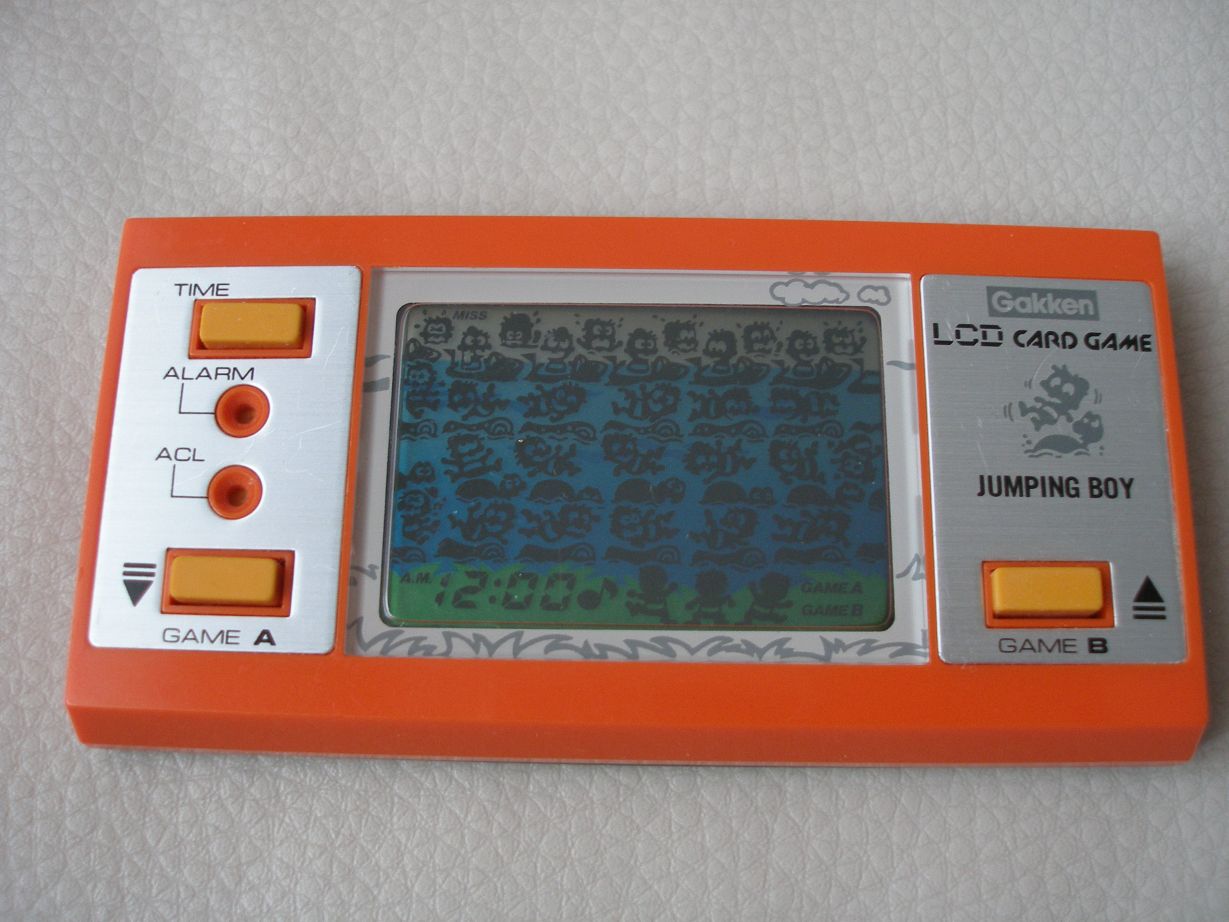 TIME
ALARM
ACL
GAME A
MISS
A.M. 12:00
GAME A
GAME B
Gakken
LCD CARD GAME
JUMPING BOY
GAME B